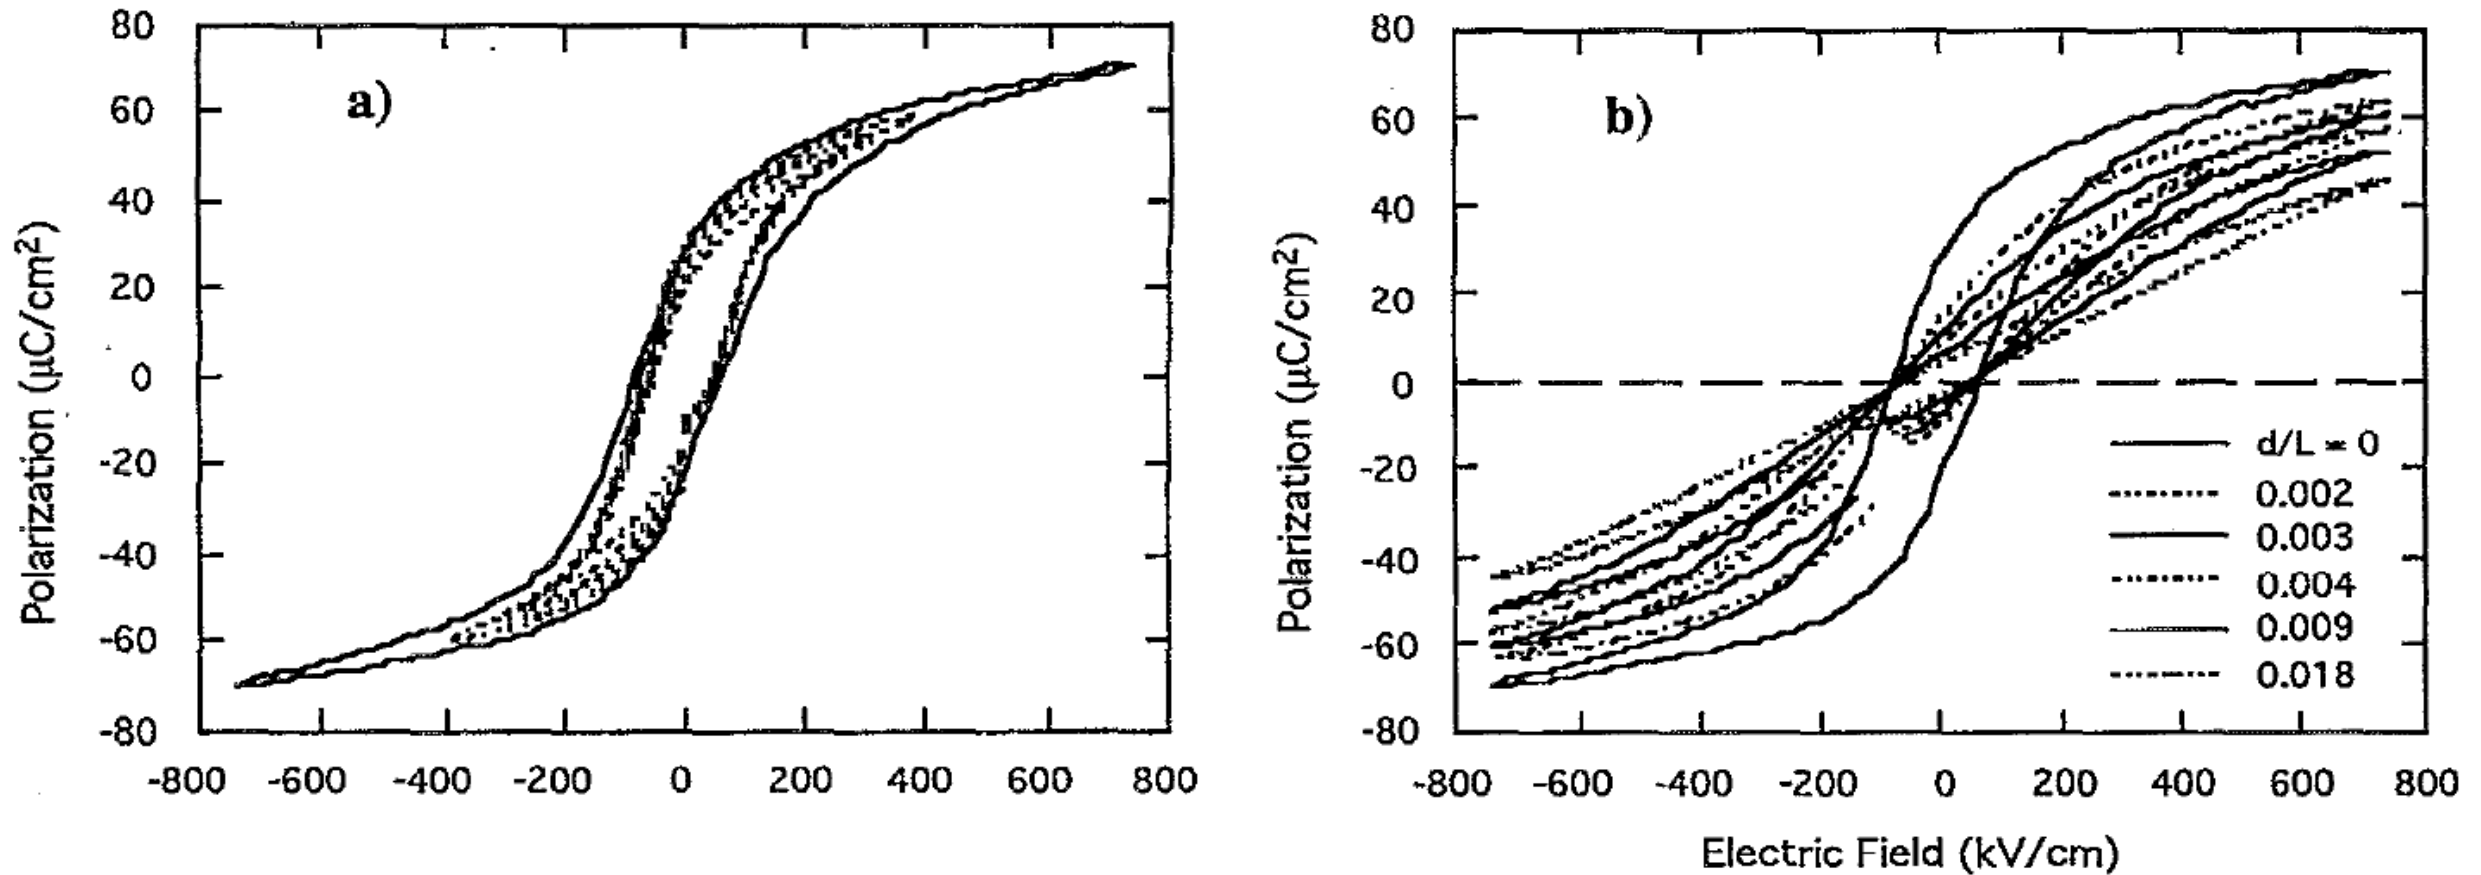 a)
80
60
40
20
0
-20
-40
-60
-80
Polarization (μC/cm²)
-800 -600 -400 -200 0 200 400 600 800
b)
80
60
40
20
0
-20
-40
-60
-80
Polarization (μC/cm²)
d/L = 0
0.002
0.003
0.004
0.009
0.018
-800 -600 -400 -200 0 200 400 600 800
Electric Field (kV/cm)